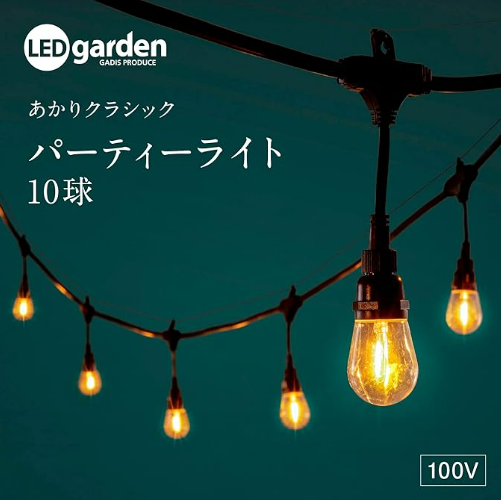 LED garden
GADIS PRODUCE
あかりクラシック
パーティーライト
10球
100V